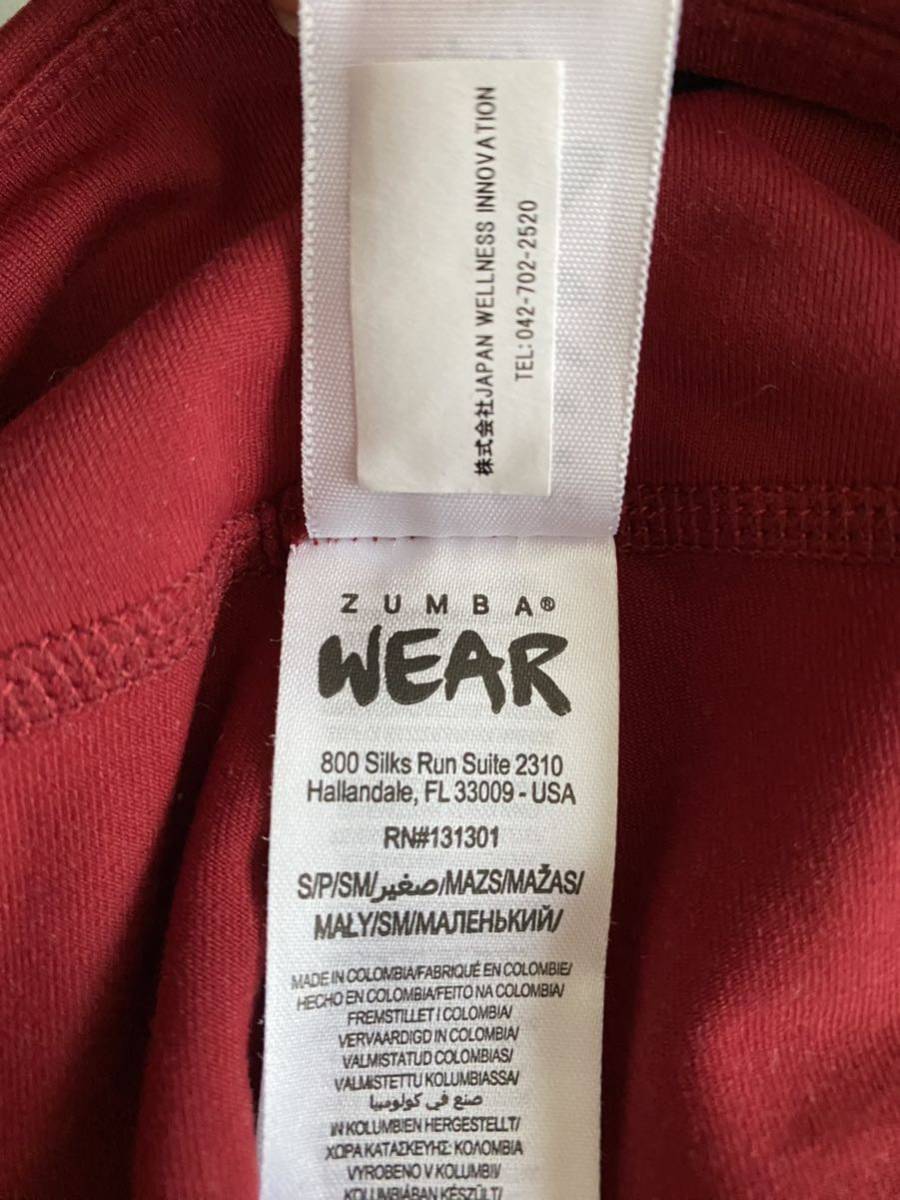 株式会社JAPAN WELLNESS INNOVATION
TEL:042-702-2520
ZUMBA®
WEAR
800 Silks Run Suite 2310
Hallandale, FL 33009 - USA
RN#131301
S/P/SM/صغير/MAZS/MAŽAS/
MAŁY/SM/МАЛЕНЬКИЙ/
MADE IN COLOMBIA/FABRIQUÉ EN COLOMBIE/
HECHO EN COLOMBIA/FEITO NA COLOMBIA/
FREMSTILLET I COLOMBIA/
VERVAARDIGD IN COLOMBIA/
VALMISTATUD COLOMBIAS/
VALMISTETTU KOLUMBIASSA/
صنع في كولومبيا
IN KOLUMBIEN HERGESTELLT/
ΧΩΡΑ ΚΑΤΑΣΚΕΥΗΣ: ΚΟΛΟΜΒΙΑ
VYROBENO V KOLUMBII/
KOLUMBIÁBAN KÉSZÜLT/